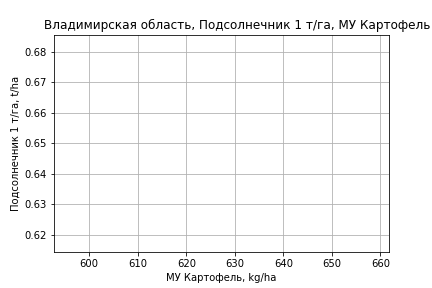 Владимирская область, Подсолнечник 1 т/га, МУ Картофель
0.68
0.67
0.66
0.65
0.64
0.63
0.62
Подсолнечник 1 т/га, t/ha
600 610 620 630 640 650 660
МУ Картофель, kg/ha